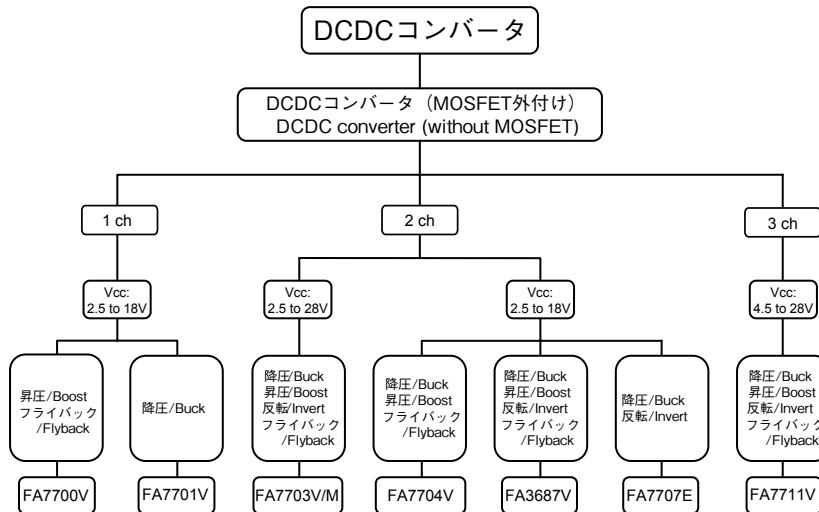 DCDCコンバータ
DCDCコンバータ（MOSFET外付け）
DCDC converter (without MOSFET)
1 ch
2 ch
3 ch
Vcc:
2.5 to 18V
Vcc:
2.5 to 28V
Vcc:
2.5 to 18V
Vcc:
4.5 to 28V
昇圧/Boost
フライバック
/Flyback
降圧/Buck
降圧/Buck
昇圧/Boost
反転/Invert
フライバック
/Flyback
降圧/Buck
昇圧/Boost
フライバック
/Flyback
降圧/Buck
昇圧/Boost
反転/Invert
フライバック
/Flyback
降圧/Buck
反転/Invert
降圧/Buck
昇圧/Boost
反転/Invert
フライバック
/Flyback
FA7700V
FA7701V
FA7703V/M
FA7704V
FA3687V
FA7707E
FA7711V